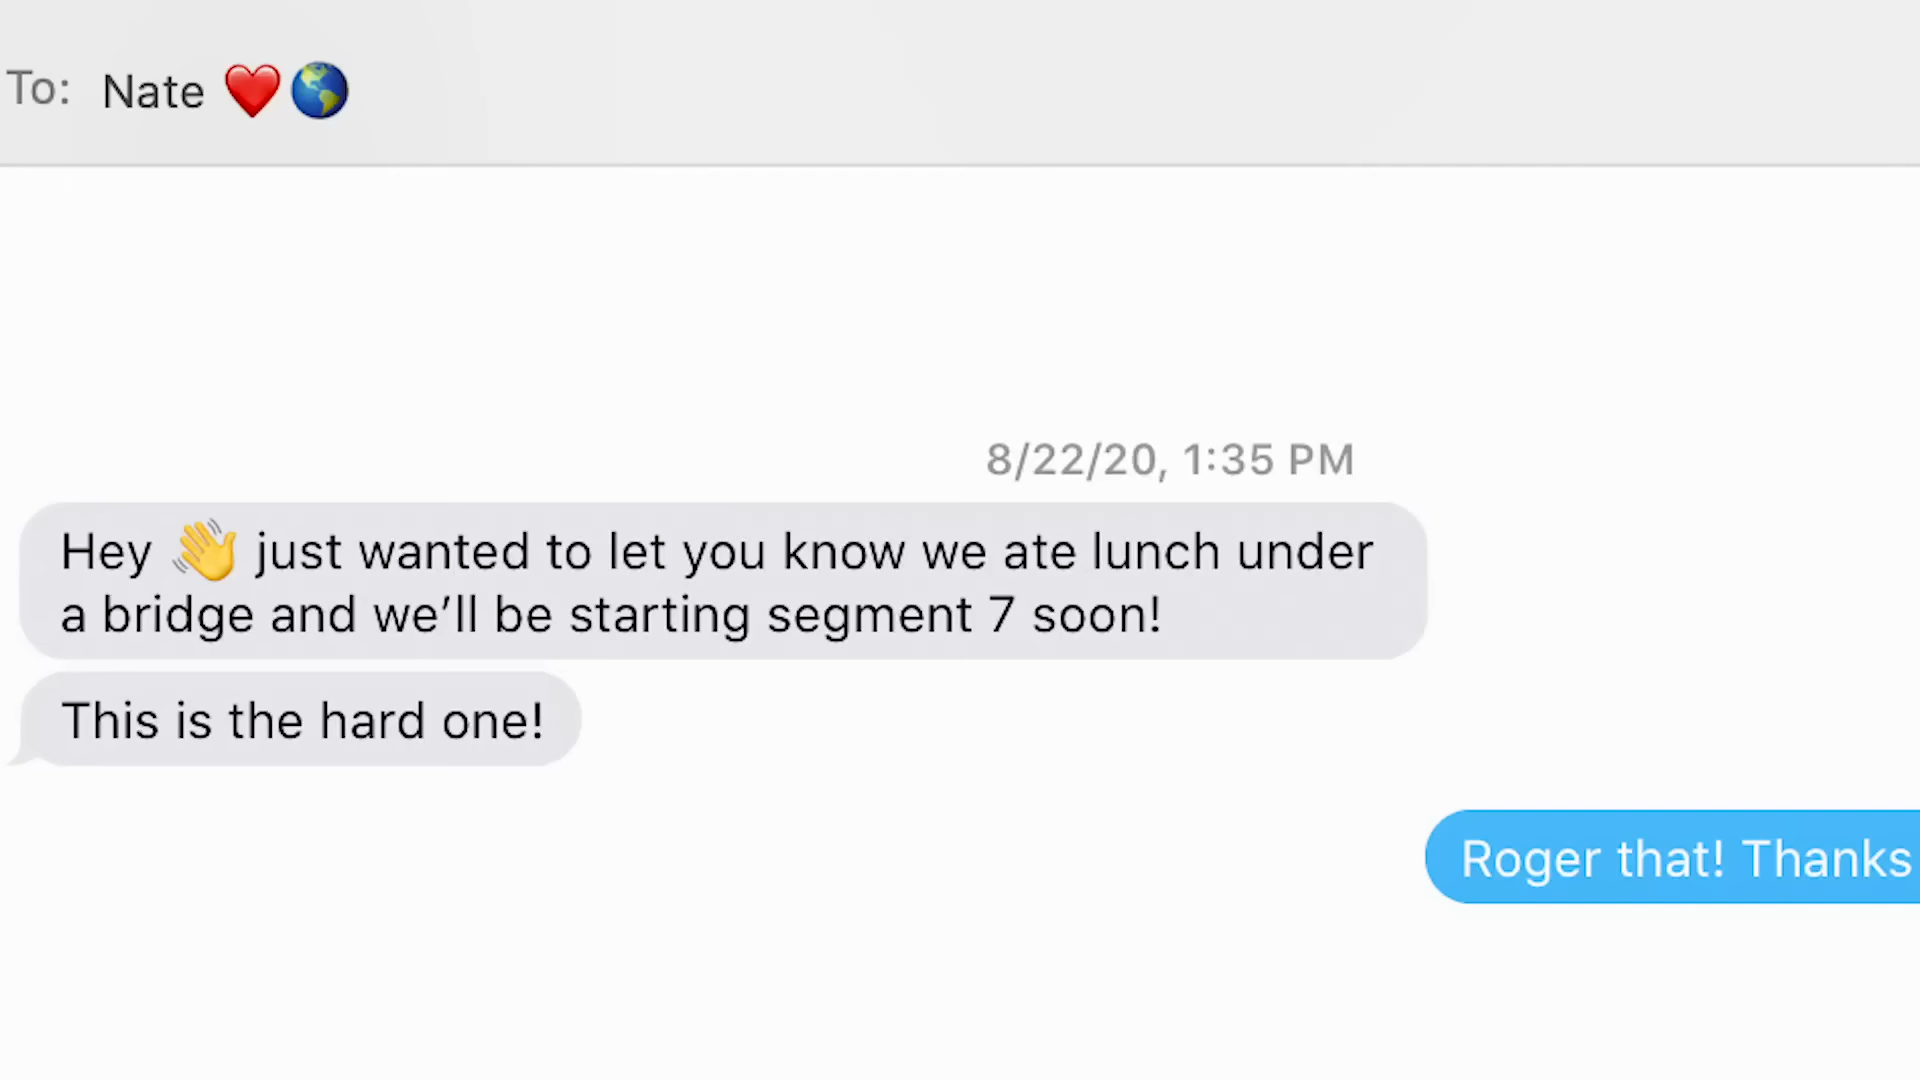 To: Nate ❤️🌎
8/22/20, 1:35 PM
Hey 👋 just wanted to let you know we ate lunch under
a bridge and we’ll be starting segment 7 soon!
This is the hard one!
Roger that! Thanks